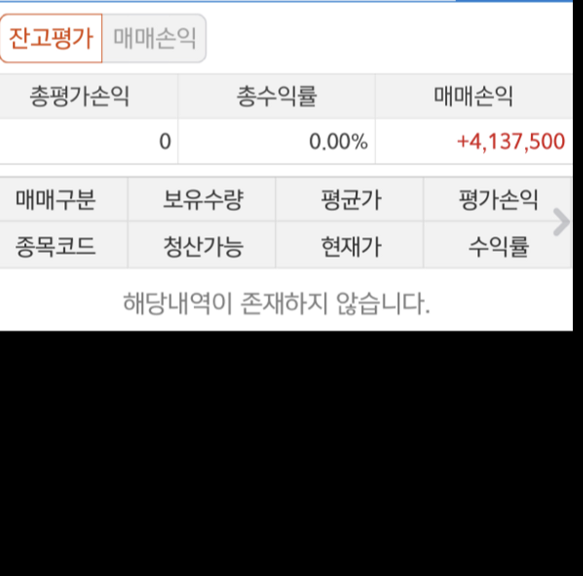 잔고평가 매매손익
총평가손익 총수익률 매매손익
0 0.00% +4,137,500
매매구분 보유수량 평균가 평가손익
종목코드 청산가능 현재가 수익률
해당내역이 존재하지 않습니다.